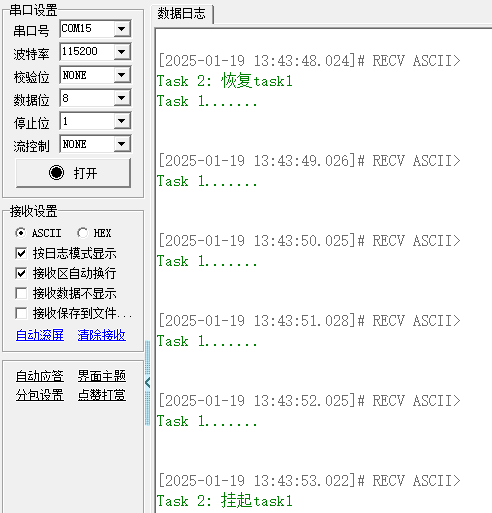 串口设置
串口号 COM15
波特率 115200
校验位 NONE
数据位 8
停止位 1
流控制 NONE
打开
接收设置
ASCII HEX
按日志模式显示
接收区自动换行
接收数据不显示
接收保存到文件...
自动滚屏 清除接收
自动应答 界面主题
分包设置 点赞打赏
数据日志
[2025-01-19 13:43:48.024]# RECV ASCII>
Task 2: 恢复task1
Task 1.......
[2025-01-19 13:43:49.026]# RECV ASCII>
Task 1.......
[2025-01-19 13:43:50.025]# RECV ASCII>
Task 1.......
[2025-01-19 13:43:51.028]# RECV ASCII>
Task 1.......
[2025-01-19 13:43:52.025]# RECV ASCII>
Task 1.......
[2025-01-19 13:43:53.022]# RECV ASCII>
Task 2: 挂起task1